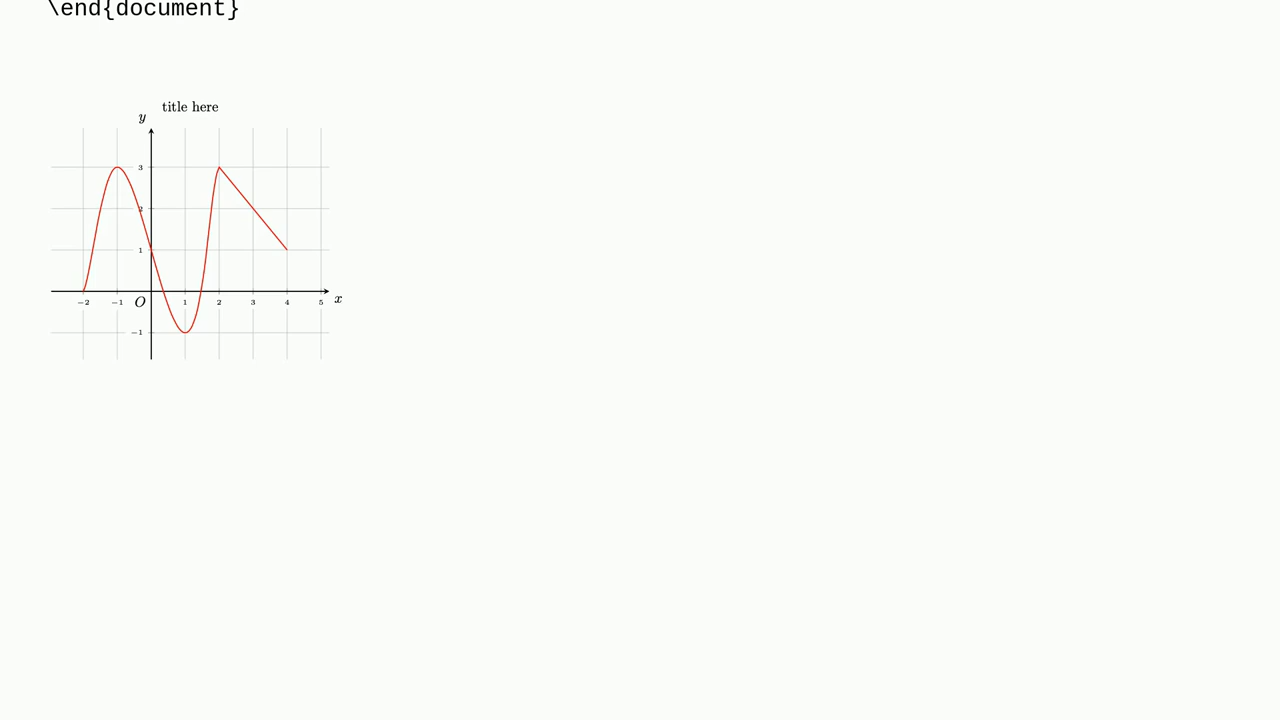 \end{document}
title here
y
3
2
1
−2 −1 O 1 2 3 4 5 x
−1